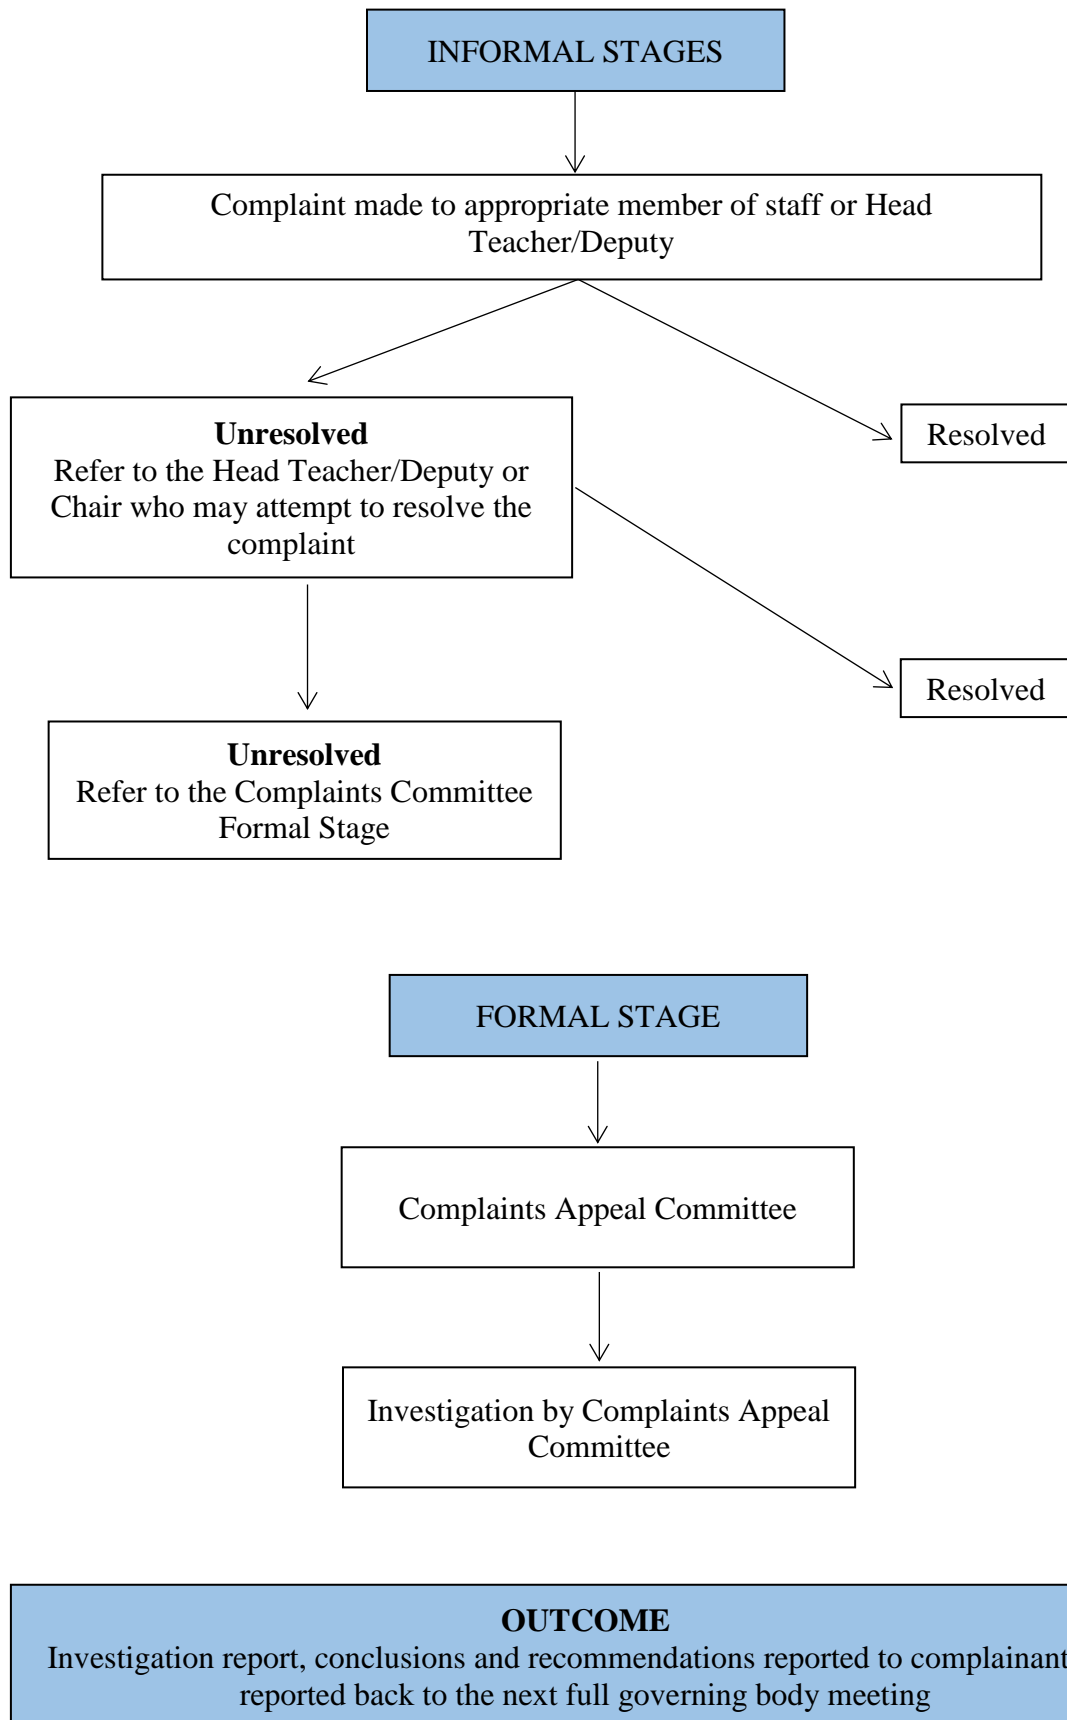 INFORMAL STAGES
Complaint made to appropriate member of staff or Head
Teacher/Deputy
Unresolved
Refer to the Head Teacher/Deputy or
Chair who may attempt to resolve the
complaint
Resolved
Resolved
Unresolved
Refer to the Complaints Committee
Formal Stage
FORMAL STAGE
Complaints Appeal Committee
Investigation by Complaints Appeal
Committee
OUTCOME
Investigation report, conclusions and recommendations reported to complainant
reported back to the next full governing body meeting